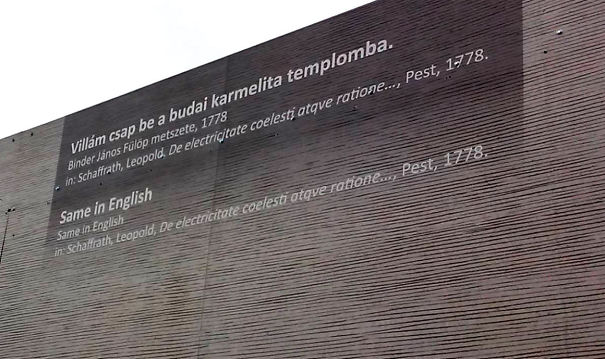 Villám csap be a budai karmelita templomba.
Binder János Fülöp metszete, 1778
in: Schaffrath, Leopold, De electricitate coelesti atqve ratione..., Pest, 1778.
Same in English
Same in English
in: Schaffrath, Leopold, De electricitate coelesti atqve ratione..., Pest, 1778.